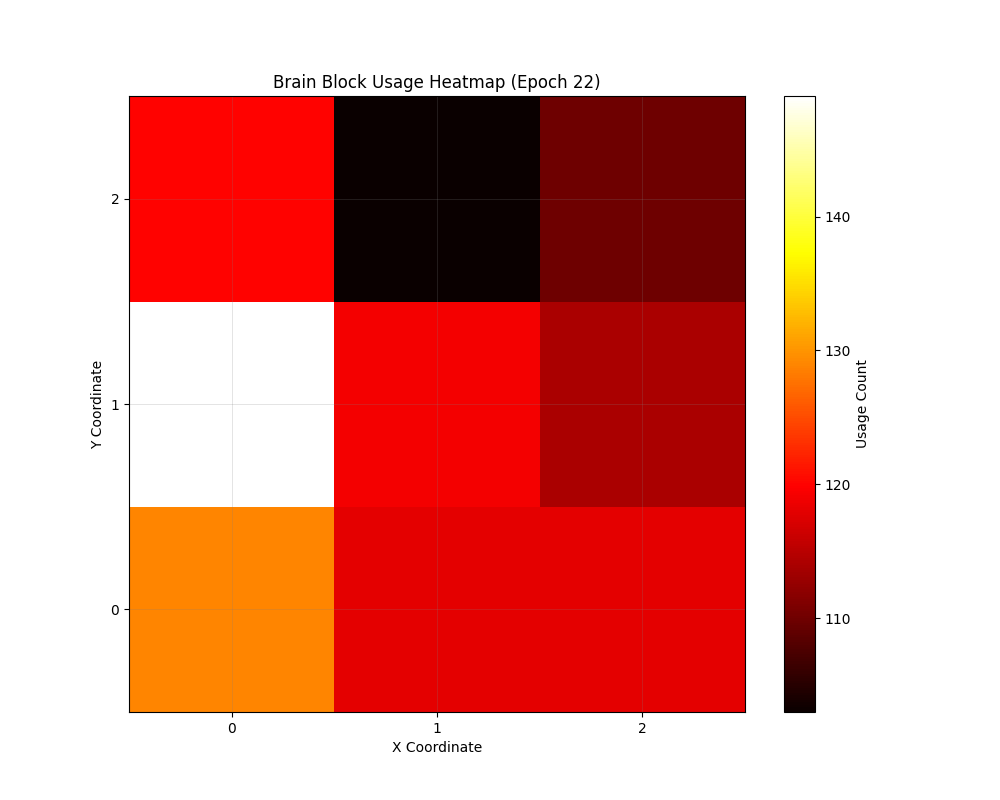 Brain Block Usage Heatmap (Epoch 22)
2
1
0
Y Coordinate
0 1 2
X Coordinate
140
130
120
110
Usage Count